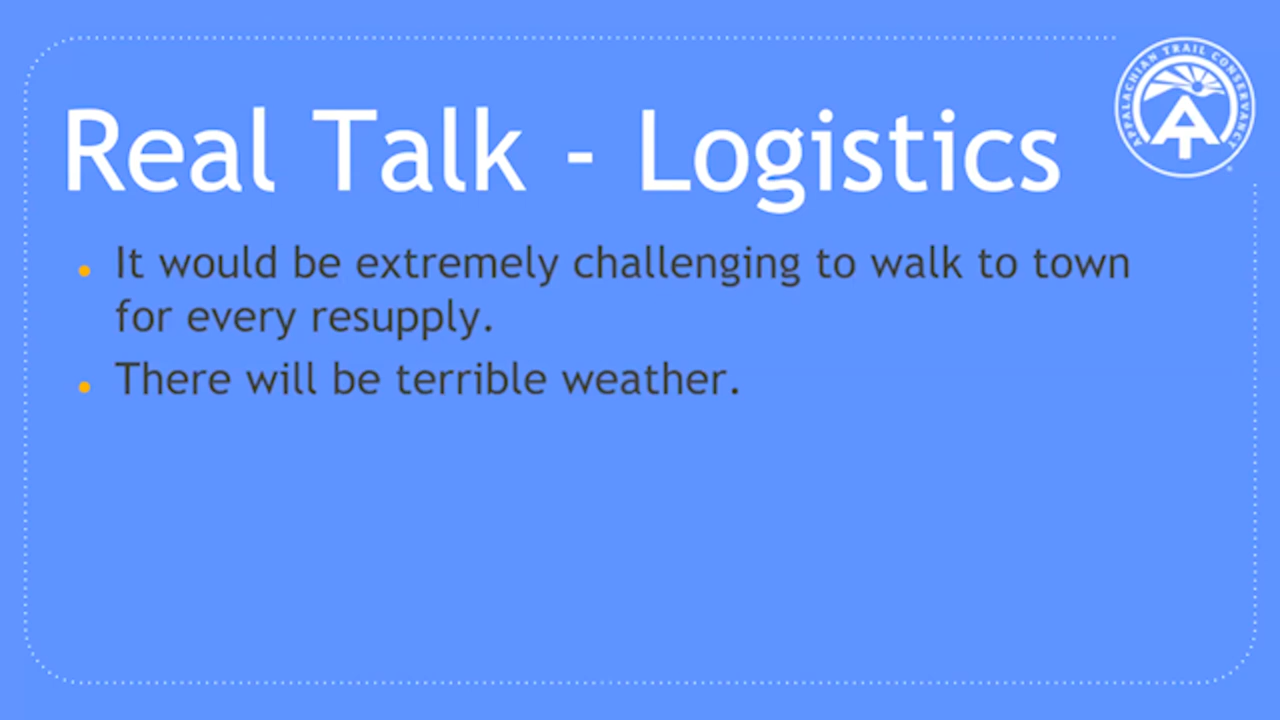 APPALACHIAN TRAIL CONSERVANCY
Real Talk - Logistics
It would be extremely challenging to walk to town
for every resupply.
There will be terrible weather.